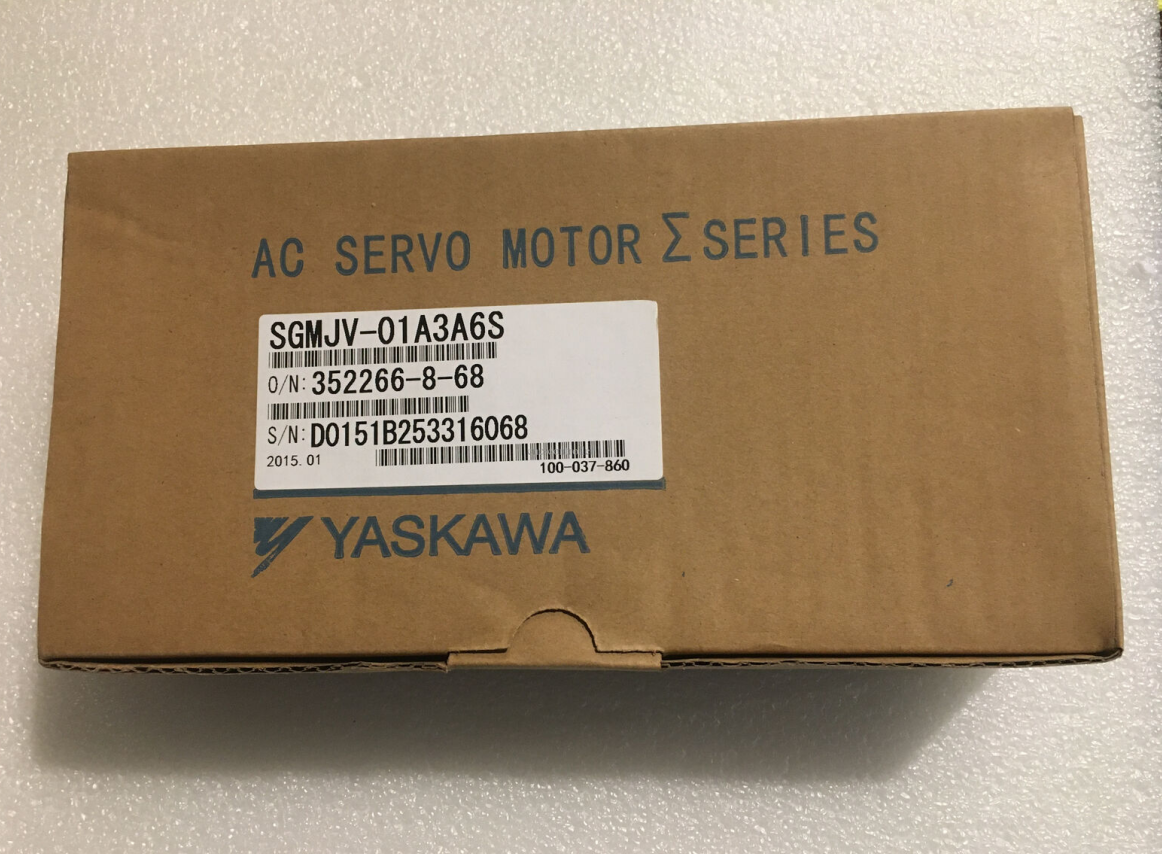 AC SERVO MOTOR Σ SERIES
SGMJV-01A3A6S
O/N: 352266-8-68
S/N: D0151B253316068
2015. 01
100-037-860
YASKAWA